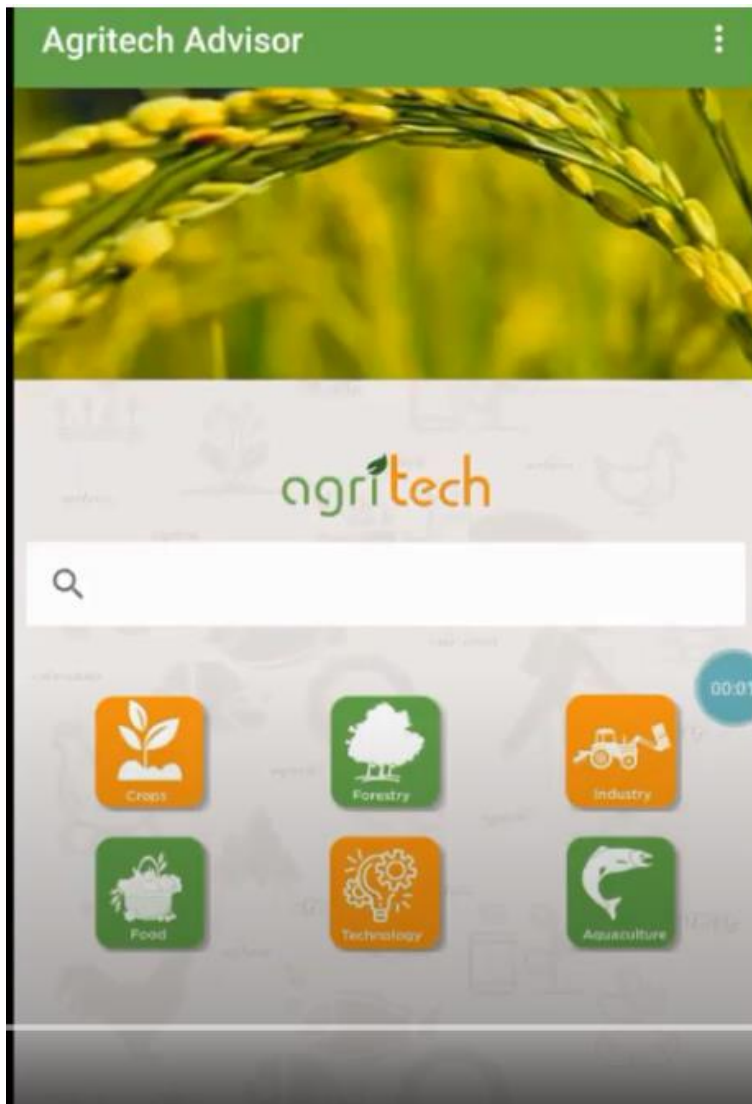 Agritech Advisor
agritech
00:01
Crops
Forestry
Industry
Food
Technology
Aquaculture